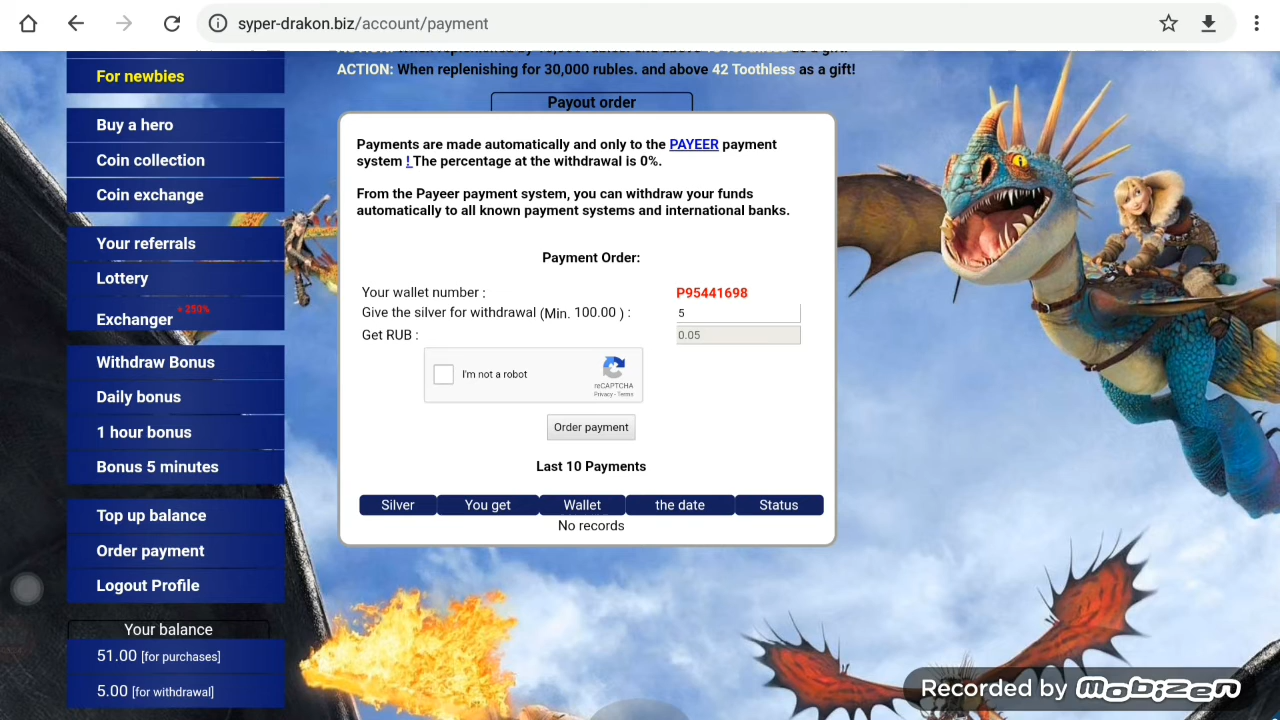 syper-drakon.biz/account/payment
ACTION: When replenishing for 30,000 rubles. and above 42 Toothless as a gift!
For newbies
Buy a hero
Coin collection
Coin exchange
Your referrals
Lottery
Exchanger + 350%
Withdraw Bonus
Daily bonus
1 hour bonus
Bonus 5 minutes
Top up balance
Order payment
Logout Profile
Your balance
51.00 [for purchases]
5.00 [for withdrawal]
Payout order
Payments are made automatically and only to the PAYEER payment
system ! The percentage at the withdrawal is 0%.
From the Payeer payment system, you can withdraw your funds
automatically to all known payment systems and international banks.
Payment Order:
Your wallet number : P95441698
Give the silver for withdrawal (Min. 100.00 ) : 5
Get RUB : 0.05
I'm not a robot
reCAPTCHA
Privacy - Terms
Order payment
Last 10 Payments
Silver You get Wallet the date Status
No records
Recorded by mobizen